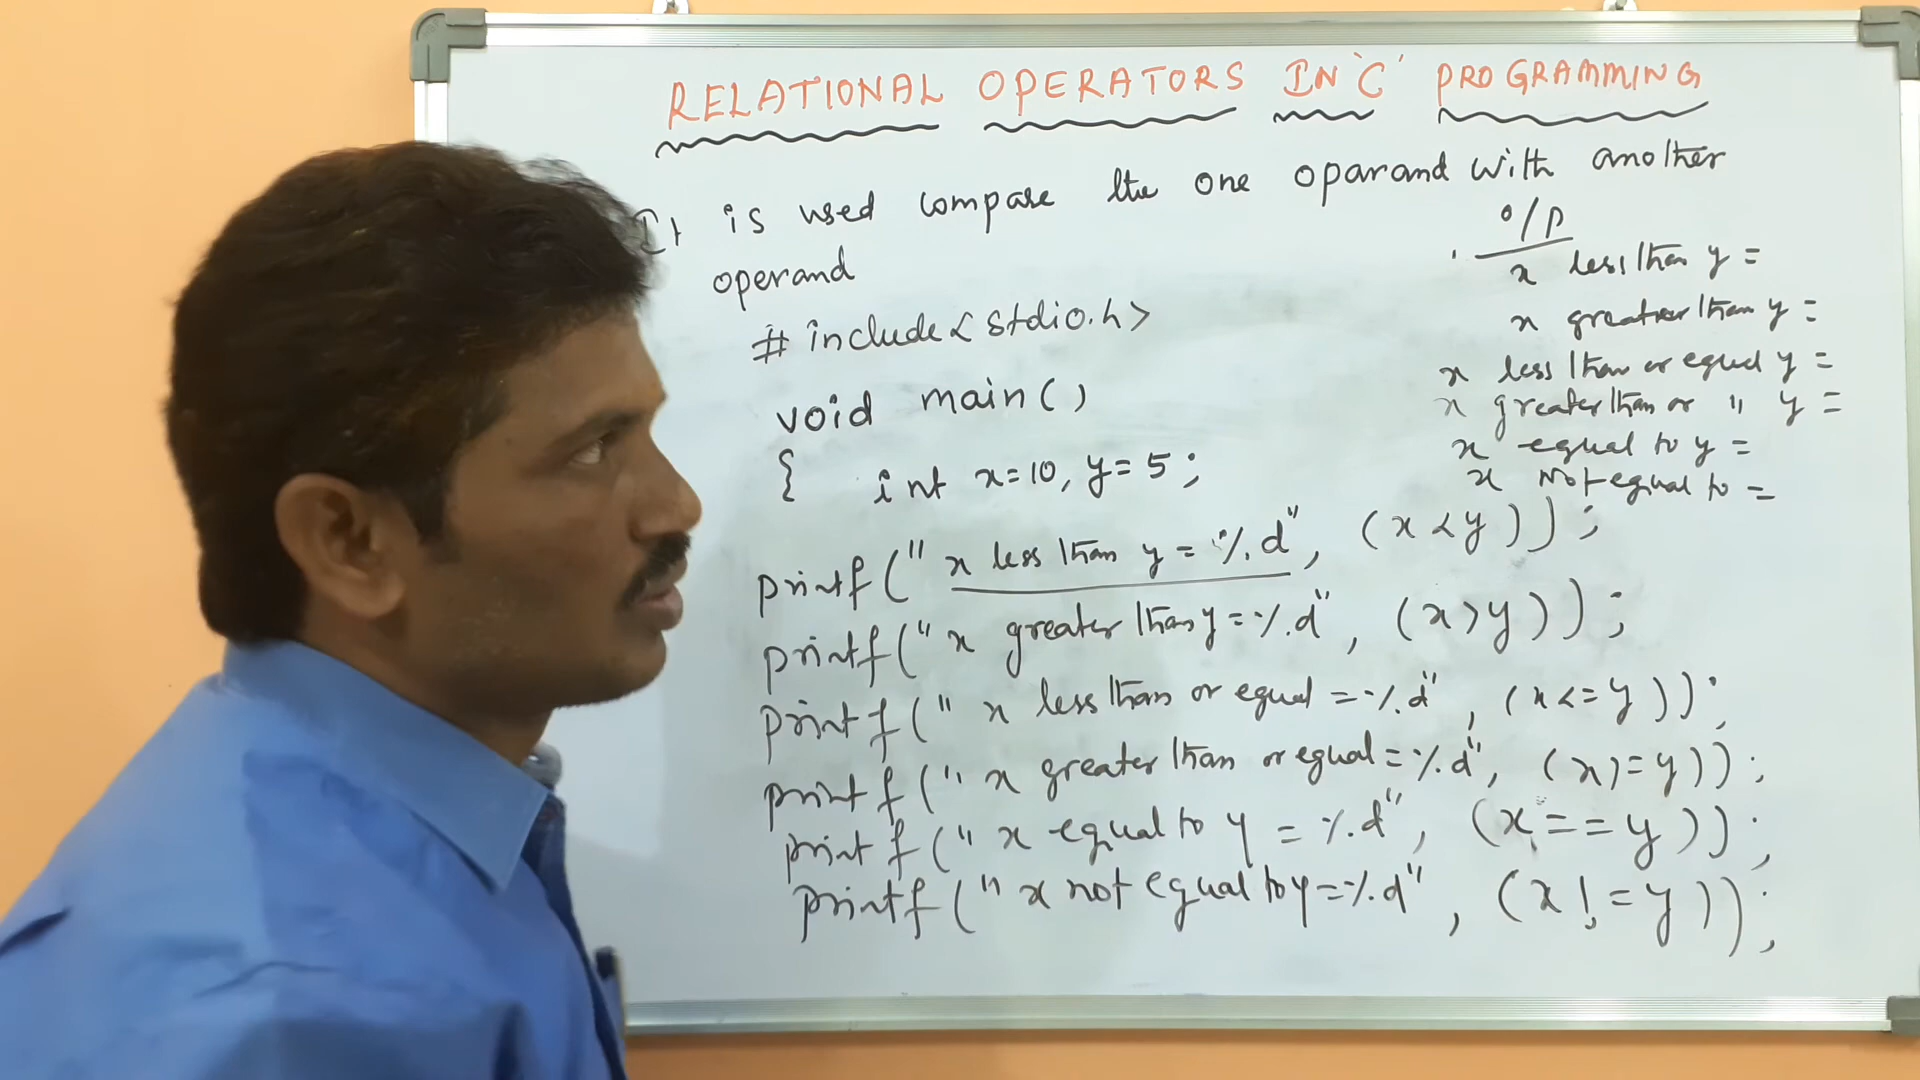 RELATIONAL OPERATORS IN 'C' PROGRAMMING
It is used compare the one oparand with another
operand
#include<stdio.h>
void main()
{ int x=10, y=5;
printf("x less than y = %d", (x<y));
printf("x greater than y = %d", (x>y));
printf("x less than or equal = %d", (x<=y));
printf("x greater than or equal = %d", (x>=y));
printf("x equal to y = %d", (x==y));
printf("x not equal to y = %d", (x!=y));
o/p
x less than y =
x greater than y =
x less than or equal y =
x greater than or " y =
x equal to y =
x Not equal to =